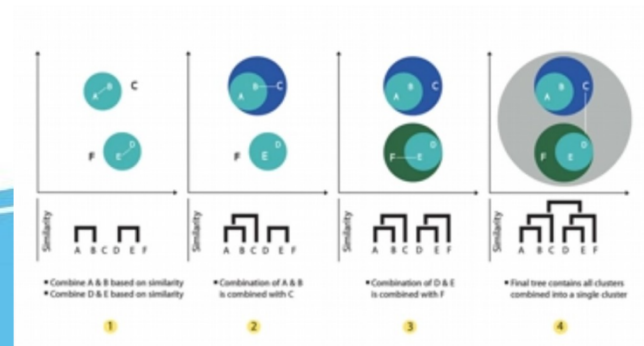 A B C
F E D
A B C
F E D
A B C
F E D
A B C
F E D
Similarity
A B C D E F
Similarity
A B C D E F
Similarity
A B C D E F
Similarity
A B C D E F
▪ Combine A & B based on similarity
▪ Combine D & E based on similarity
▪ Combination of A & B
is combined with C
▪ Combination of D & E
is combined with F
▪ Final tree contains all clusters
combined into a single cluster
1
2
3
4